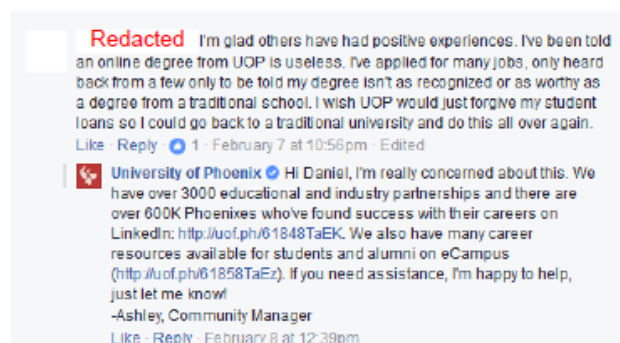 Redacted I'm glad others have had positive experiences. I've been told
an online degree from UOP is useless. I've applied for many jobs, only heard
back from a few only to be told my degree isn't as recognized or as worthy as
a degree from a traditional school. I wish UOP would just forgive my student
loans so I could go back to a traditional university and do this all over again.
Like · Reply · 1 · February 7 at 10:56pm · Edited
University of Phoenix Hi Daniel, I'm really concerned about this. We
have over 3000 educational and industry partnerships and there are
over 600K Phoenixes who've found success with their careers on
LinkedIn: http://uof.ph/61848TaEK. We also have many career
resources available for students and alumni on eCampus
(http://uof.ph/61858TaEz). If you need assistance, I'm happy to help,
just let me know!
-Ashley, Community Manager
Like · Reply · February 8 at 12:39pm